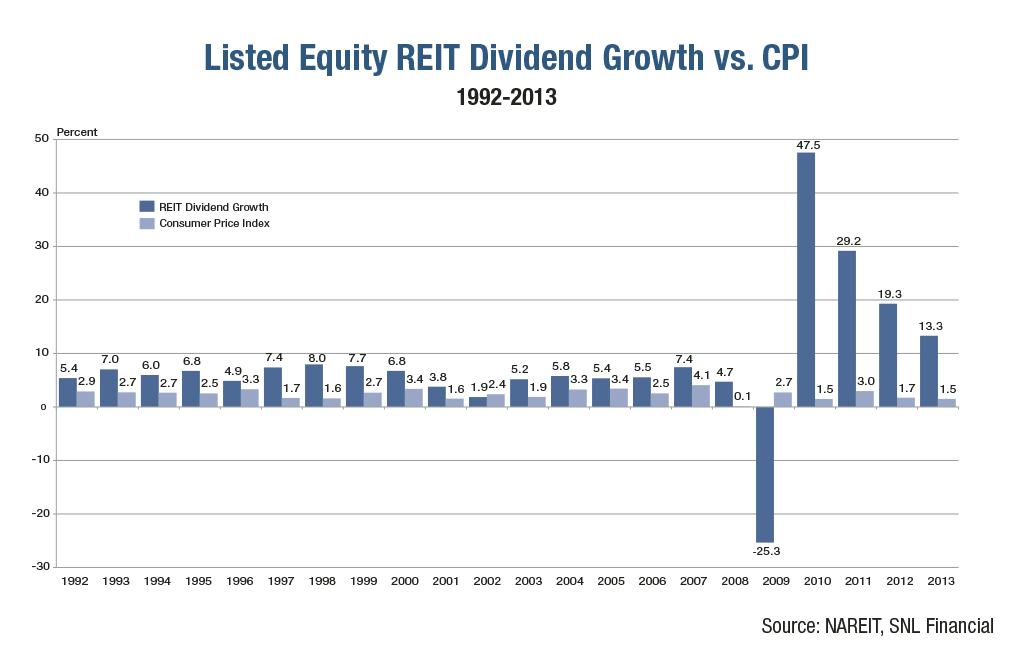 Listed Equity REIT Dividend Growth vs. CPI
1992-2013
Percent
50
40
30
20
10
0
-10
-20
-30
REIT Dividend Growth
Consumer Price Index
5.4 2.9 7.0 2.7 6.0 2.7 6.8 2.5 4.9 3.3 7.4 1.7 8.0 1.6 7.7 2.7 6.8 3.4 3.8 1.6 1.9 2.4 5.2 1.9 5.8 3.3 5.4 3.4 5.5 2.5 7.4 4.1 4.7 0.1 -25.3 2.7 47.5 1.5 29.2 3.0 19.3 1.7 13.3 1.5
1992 1993 1994 1995 1996 1997 1998 1999 2000 2001 2002 2003 2004 2005 2006 2007 2008 2009 2010 2011 2012 2013
Source: NAREIT, SNL Financial